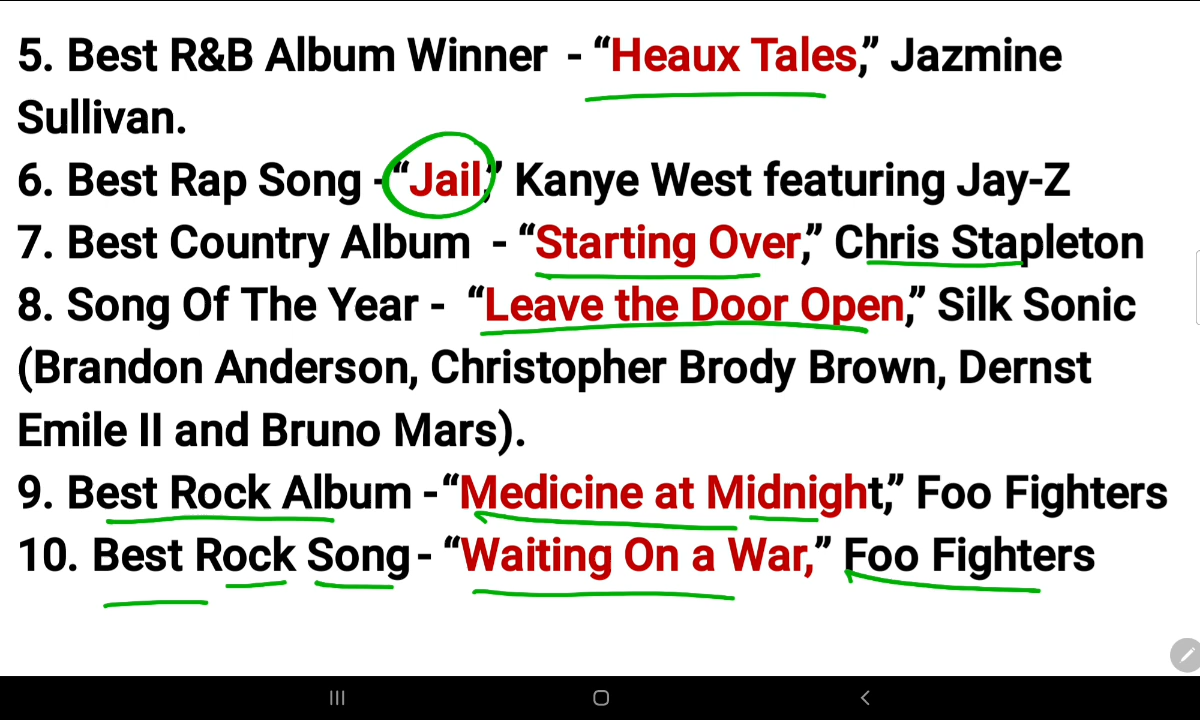 5. Best R&B Album Winner - “Heaux Tales,” Jazmine
Sullivan.
6. Best Rap Song - “Jail,” Kanye West featuring Jay-Z
7. Best Country Album - “Starting Over,” Chris Stapleton
8. Song Of The Year - “Leave the Door Open,” Silk Sonic
(Brandon Anderson, Christopher Brody Brown, Dernst
Emile II and Bruno Mars).
9. Best Rock Album -“Medicine at Midnight,” Foo Fighters
10. Best Rock Song- “Waiting On a War,” Foo Fighters